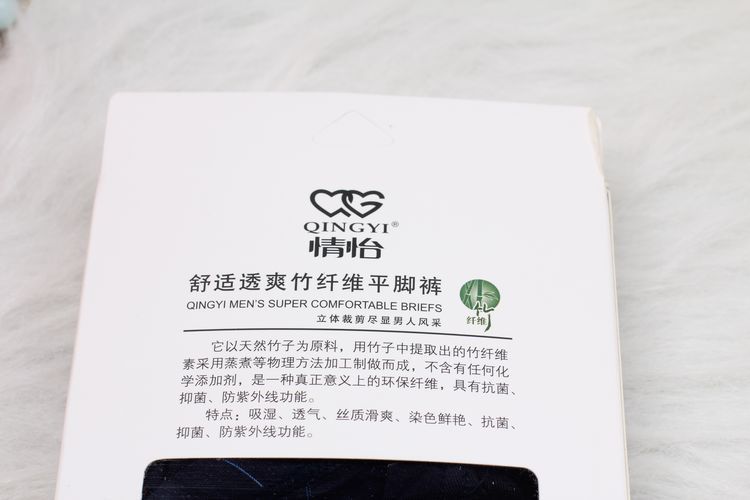 QINGYI®
情怡
舒适透爽竹纤维平脚裤
QINGYI MEN'S SUPER COMFORTABLE BRIEFS
立体裁剪尽显男人风采
竹
纤维
它以天然竹子为原料，用竹子中提取出的竹纤维
素采用蒸煮等物理方法加工制做而成，不含有任何化
学添加剂，是一种真正意义上的环保纤维，具有抗菌、
抑菌、防紫外线功能。
特点：吸湿、透气、丝质滑爽、染色鲜艳、抗菌、
抑菌、防紫外线功能。